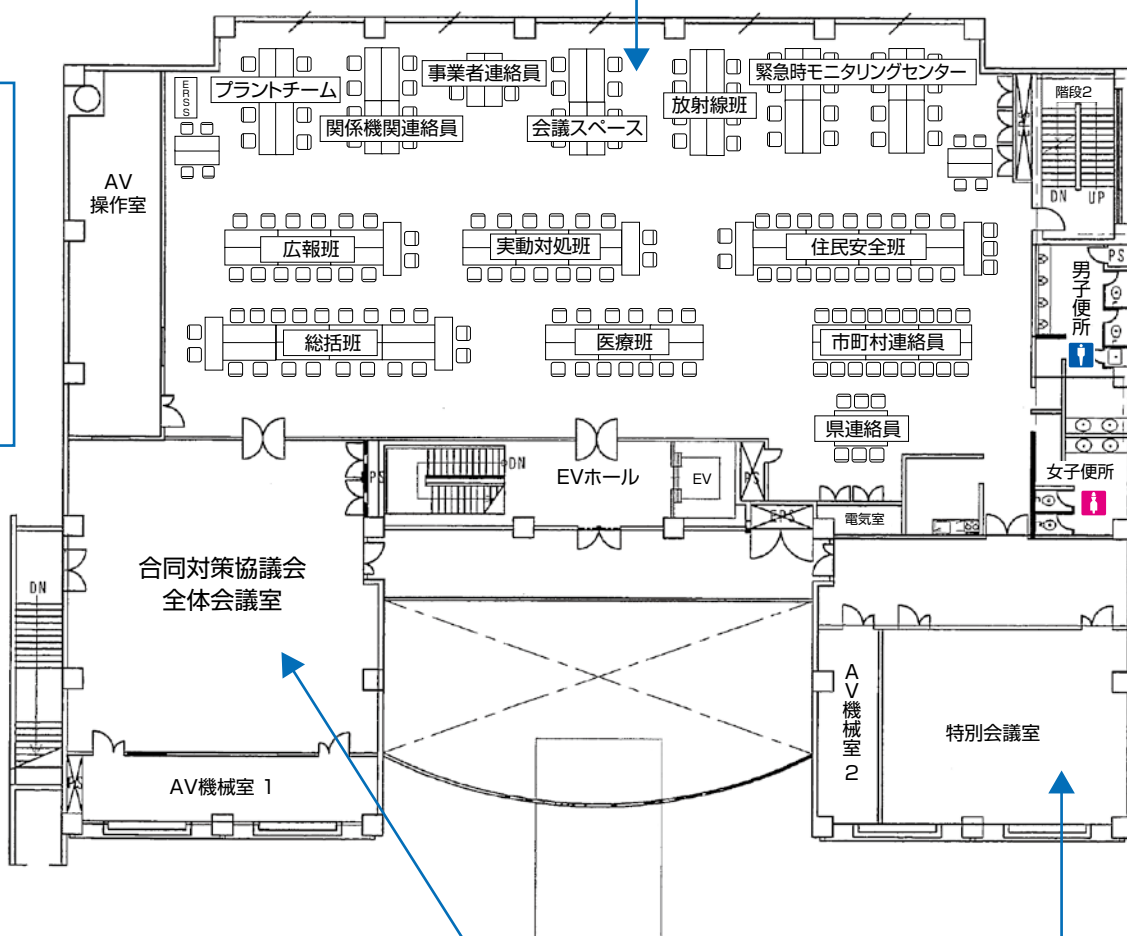 プラントチーム
関係機関連絡員
事業者連絡員
会議スペース
放射線班
緊急時モニタリングセンター
ERSS
階段2
EPS
DN
UP
AV
操作室
広報班
実動対処班
住民安全班
PS
男子便所
総括班
医療班
市町村連絡員
県連絡員
女子便所
PS
DN
EVホール
EV
PS
EPS
電気室
合同対策協議会
全体会議室
DN
AV機械室 2
特別会議室
AV機械室 1